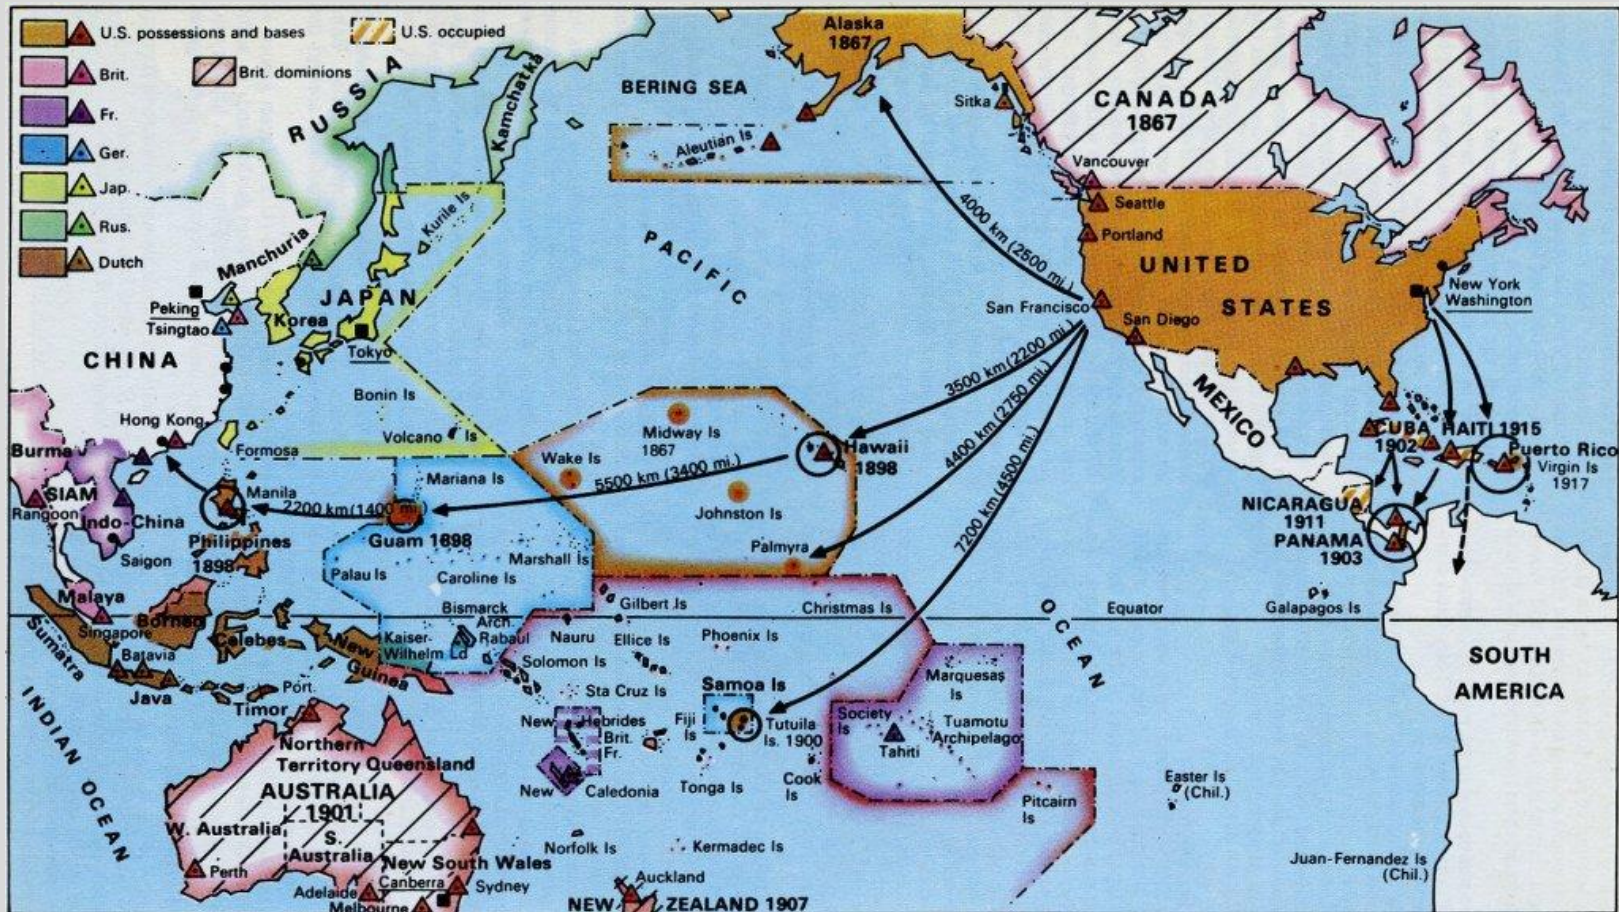 U.S. possessions and bases
U.S. occupied
Brit.
Brit. dominions
Fr.
Ger.
Jap.
Rus.
Dutch
RUSSIA
Kamchatka
BERING SEA
Alaska
1867
Aleutian Is
Sitka
CANADA
1867
Vancouver
Seattle
Portland
UNITED
STATES
San Francisco
San Diego
New York
Washington
4000 km (2500 mi.)
3500 km (2200 mi.)
4400 km (2750 mi.)
7200 km (4500 mi.)
PACIFIC
OCEAN
Kurile Is
Manchuria
Peking
Tsingtao
Korea
JAPAN
Tokyo
CHINA
Bonin Is
Volcano Is
Formosa
Hong Kong
Burma
SIAM
Rangoon
Indo-China
Saigon
Manila
2200 km (1400 mi.)
Philippines
1898
Guam 1898
Mariana Is
5500 km (3400 mi.)
Wake Is
Midway Is
1867
Johnston Is
Palmyra
Hawaii
1898
MEXICO
CUBA
1902
HAITI 1915
Puerto Rico
Virgin Is
1917
NICARAGUA
1911
PANAMA
1903
Palau Is
Caroline Is
Marshall Is
Malaya
Singapore
Sumatra
Borneo
Celebes
Batavia
Java
Port.
Timor
New
Guinea
Kaiser-
Wilhelm Ld
Bismarck
Arch.
Rabaul
Nauru
Gilbert Is
Ellice Is
Phoenix Is
Christmas Is
Equator
Galapagos Is
Solomon Is
Sta Cruz Is
Samoa Is
Tutuila
Is. 1900
Fiji
Is
New Hebrides
Brit.
Fr.
New Caledonia
Tonga Is
Cook
Is
Society
Is
Tahiti
Marquesas
Is
Tuamotu
Archipelago
Pitcairn
Is
Easter Is
(Chil.)
SOUTH
AMERICA
Juan-Fernandez Is
(Chil.)
INDIAN OCEAN
Northern
Territory
Queensland
AUSTRALIA
1901
W. Australia
S.
Australia
New South Wales
Perth
Adelaide
Canberra
Sydney
Melbourne
Norfolk Is
Kermadec Is
Auckland
NEW ZEALAND 1907